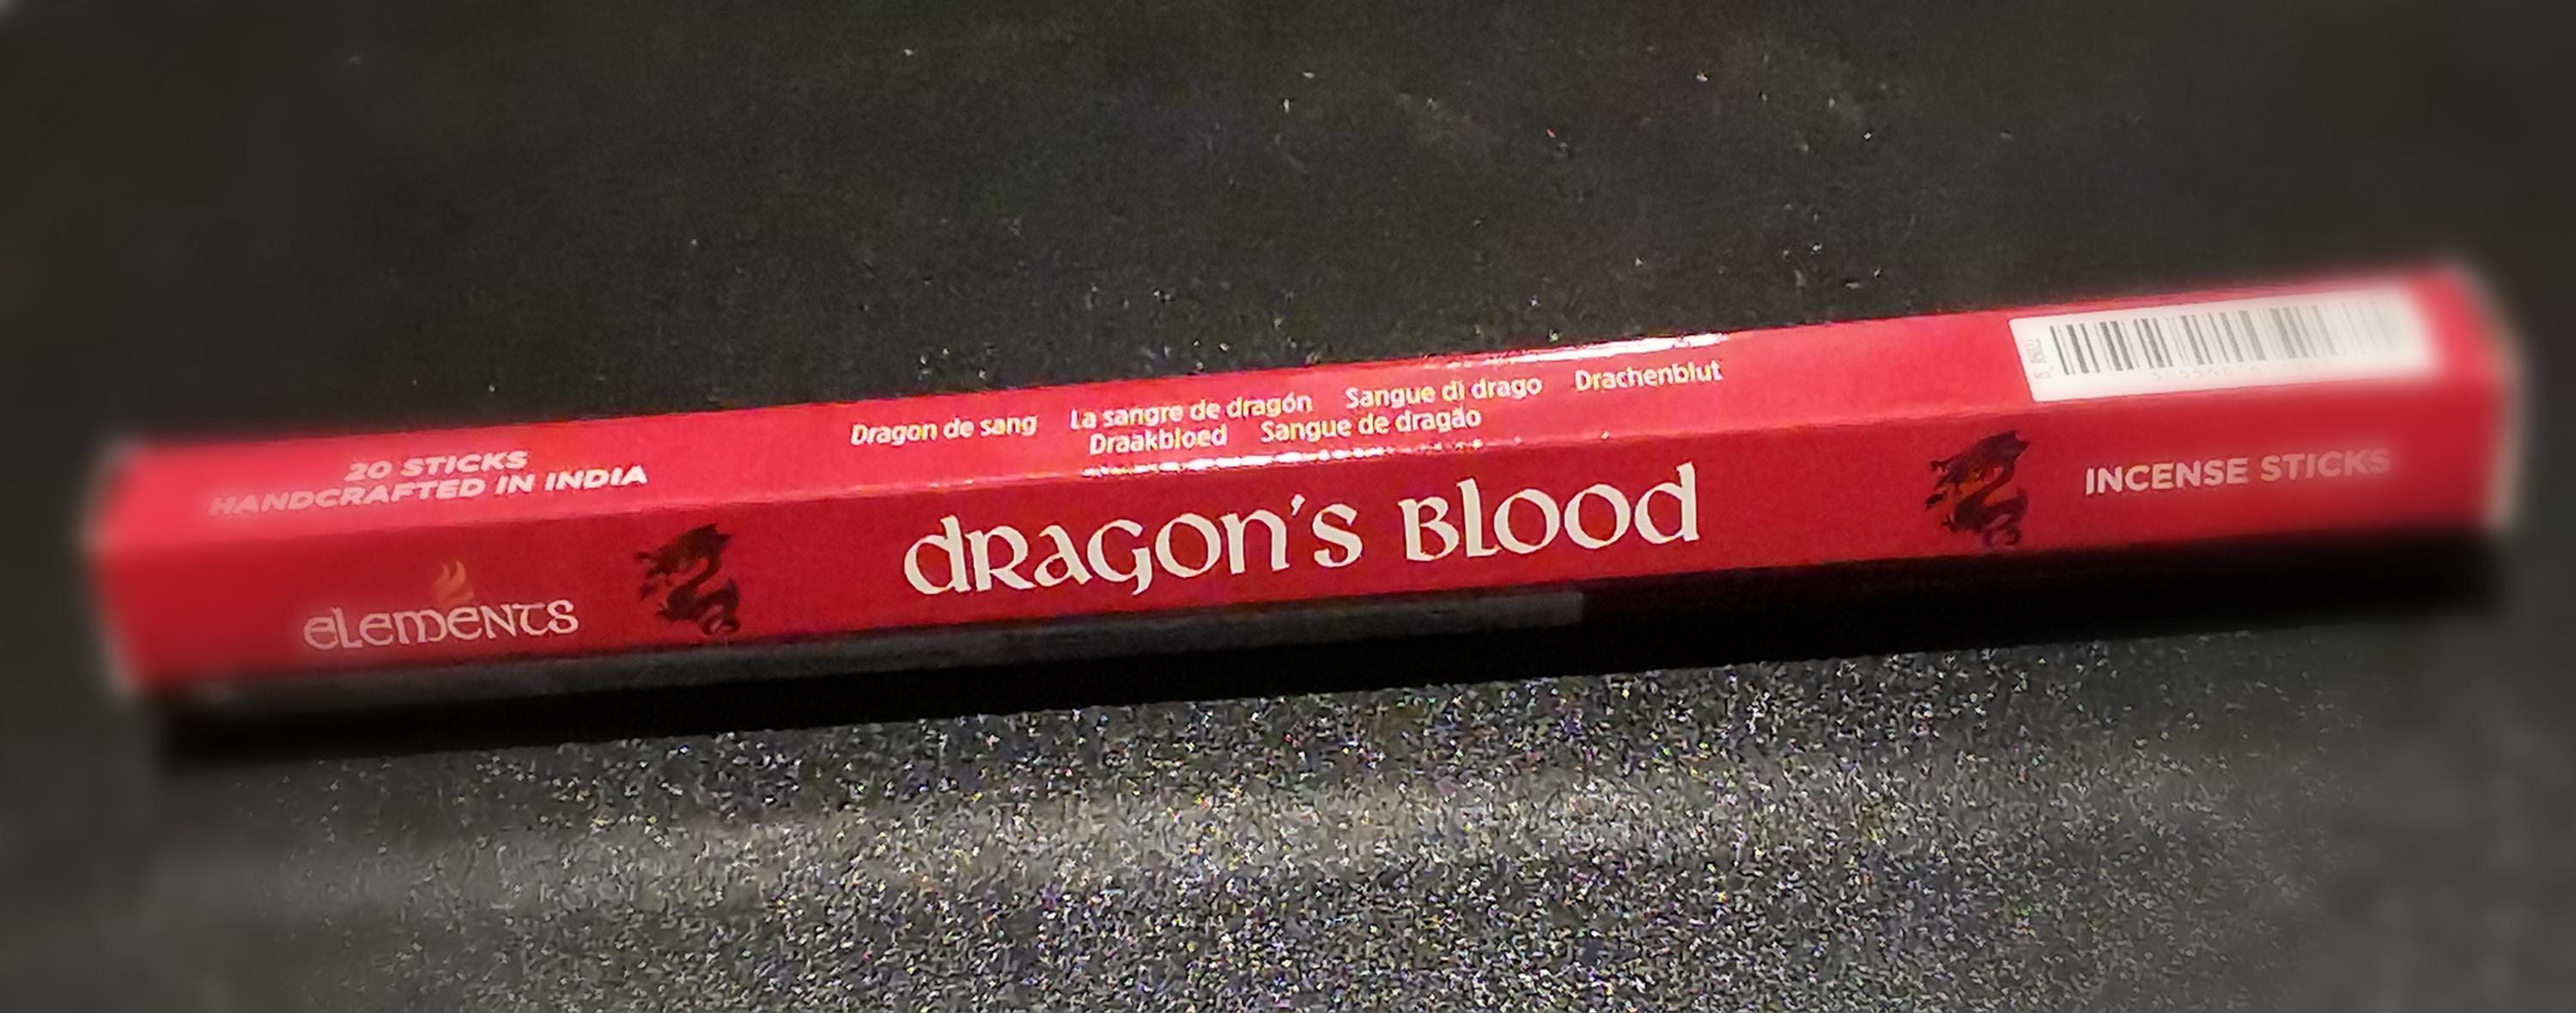 20 STICKS
HANDCRAFTED IN INDIA
Dragon de sang La sangre de dragón Sangue di drago Drachenblut
Draakbloed Sangue de dragão
elements
dragon's Blood
INCENSE STICKS